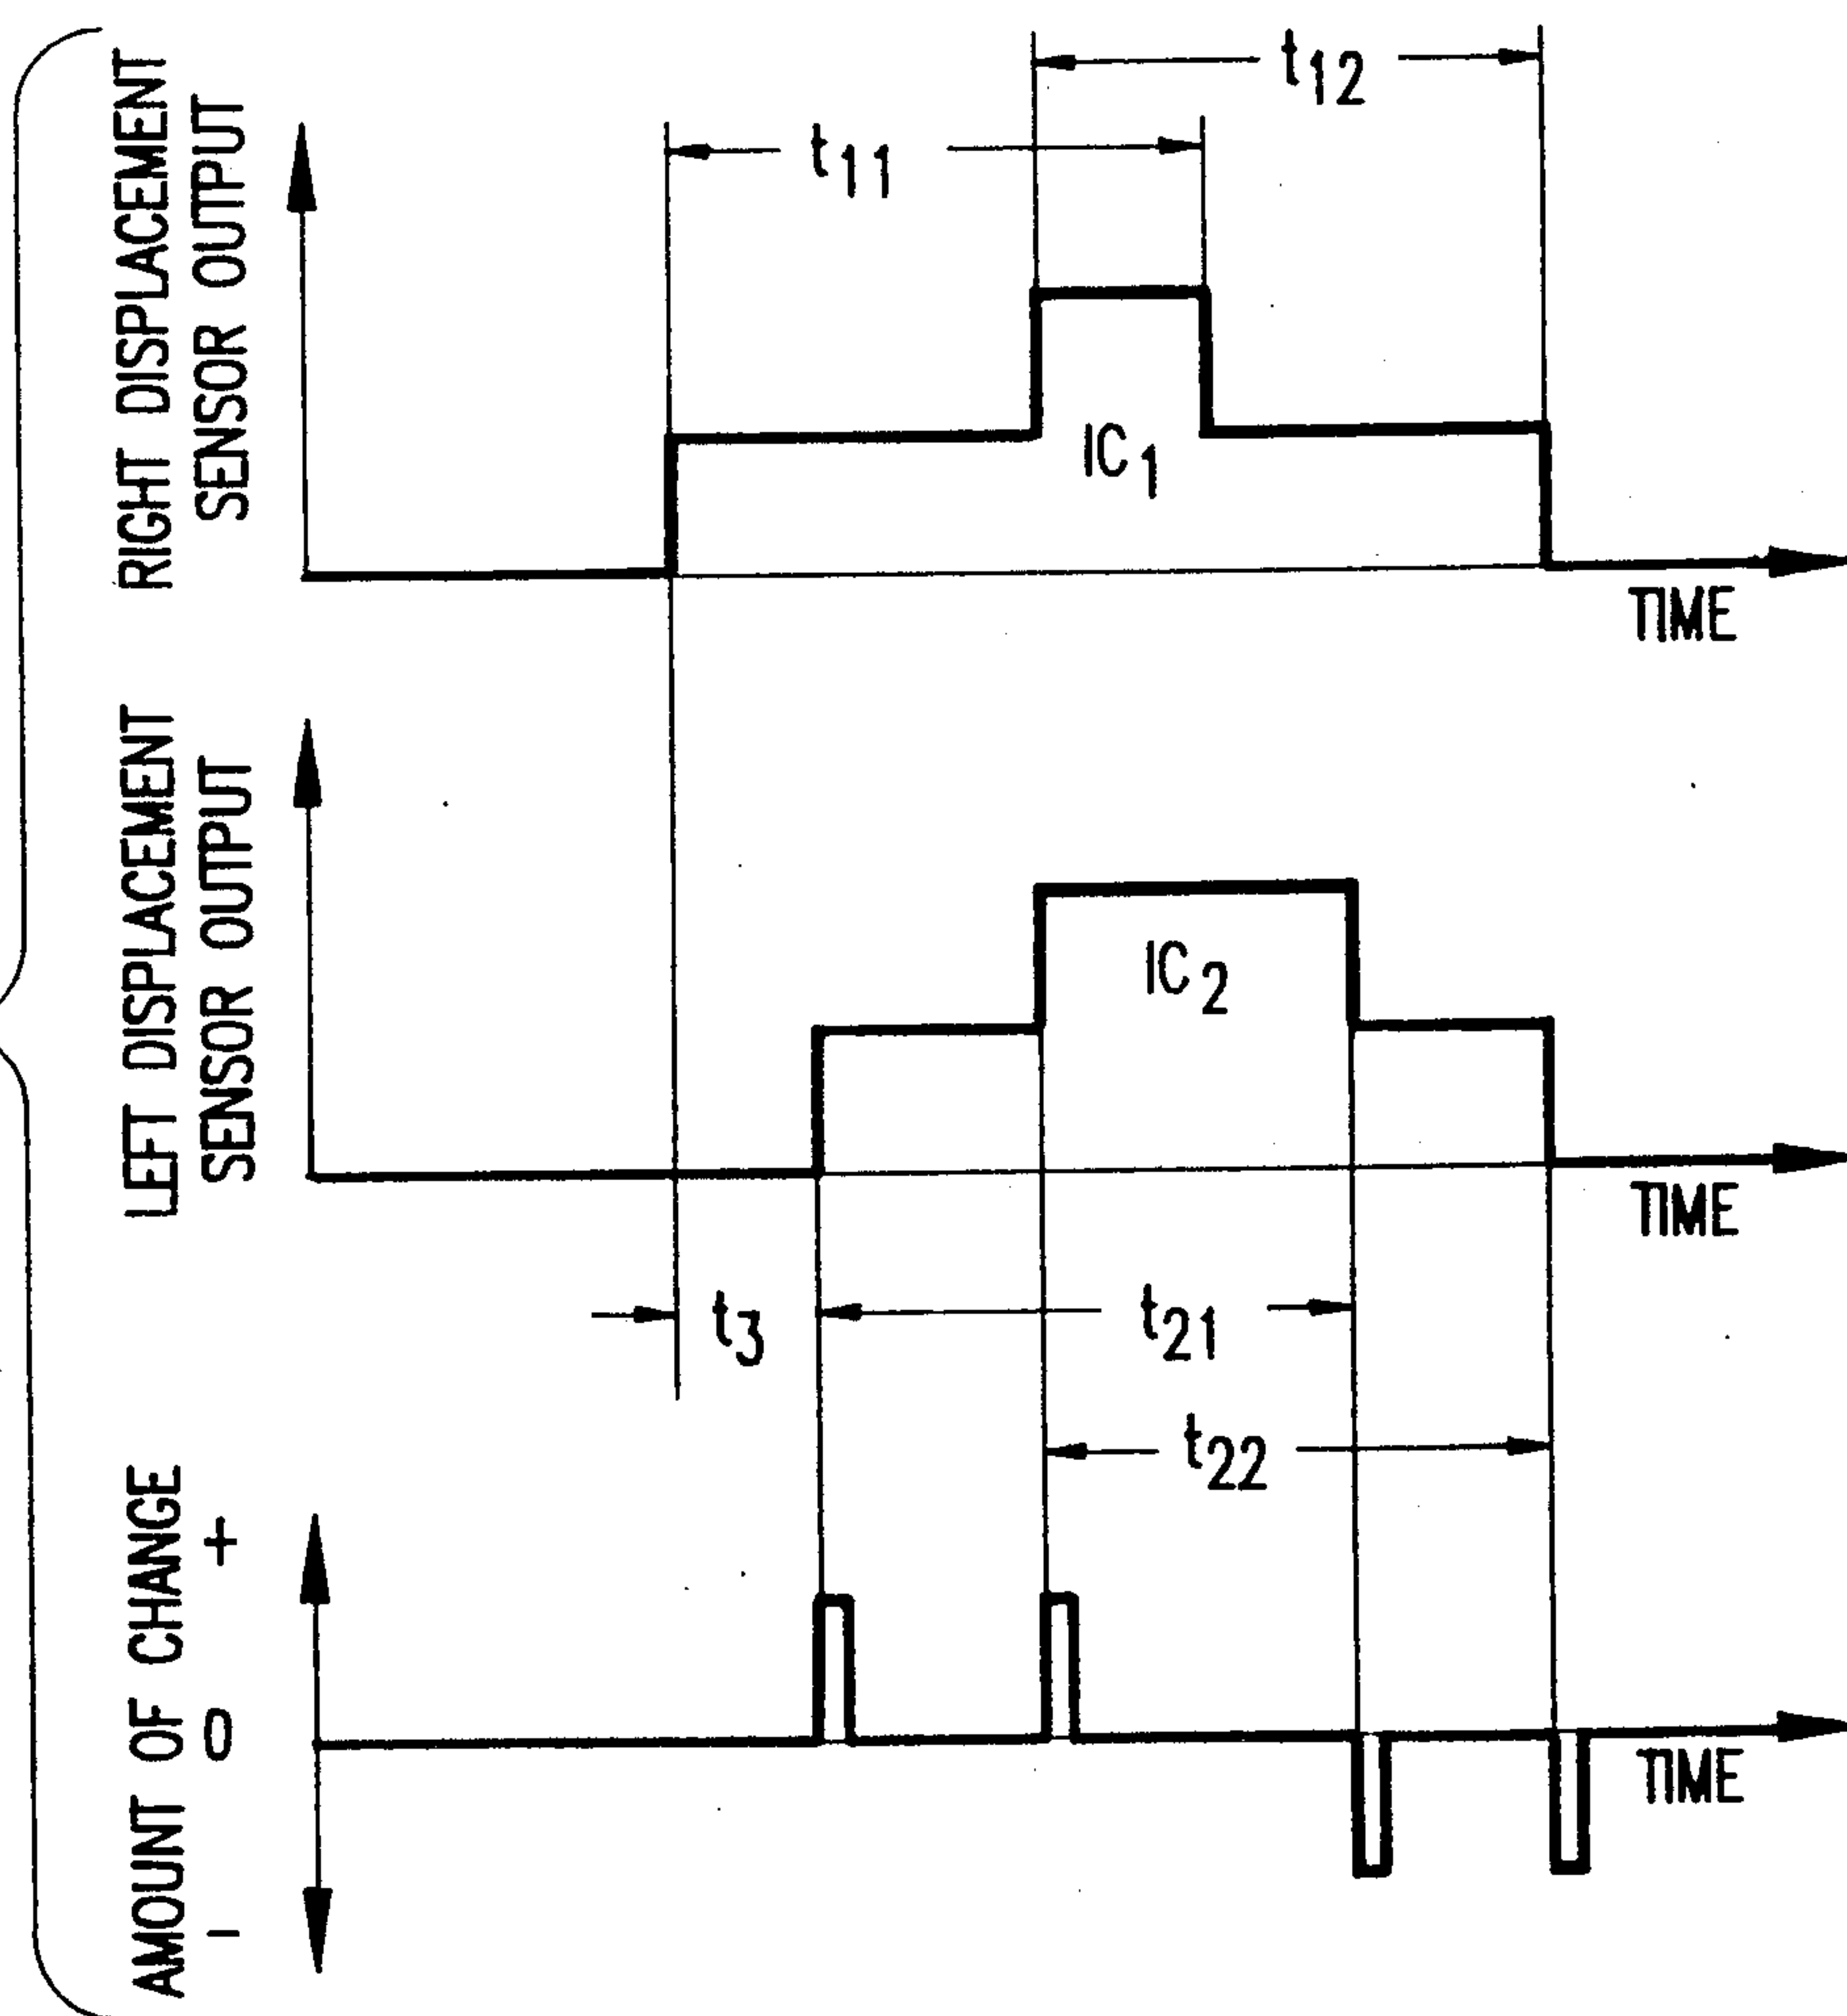 RIGHT DISPLACEMENT
SENSOR OUTPUT
t12
t11
IC1
TIME
LEFT DISPLACEMENT
SENSOR OUTPUT
IC2
TIME
t3
t21
t22
AMOUNT OF CHANGE
+
0
−
TIME